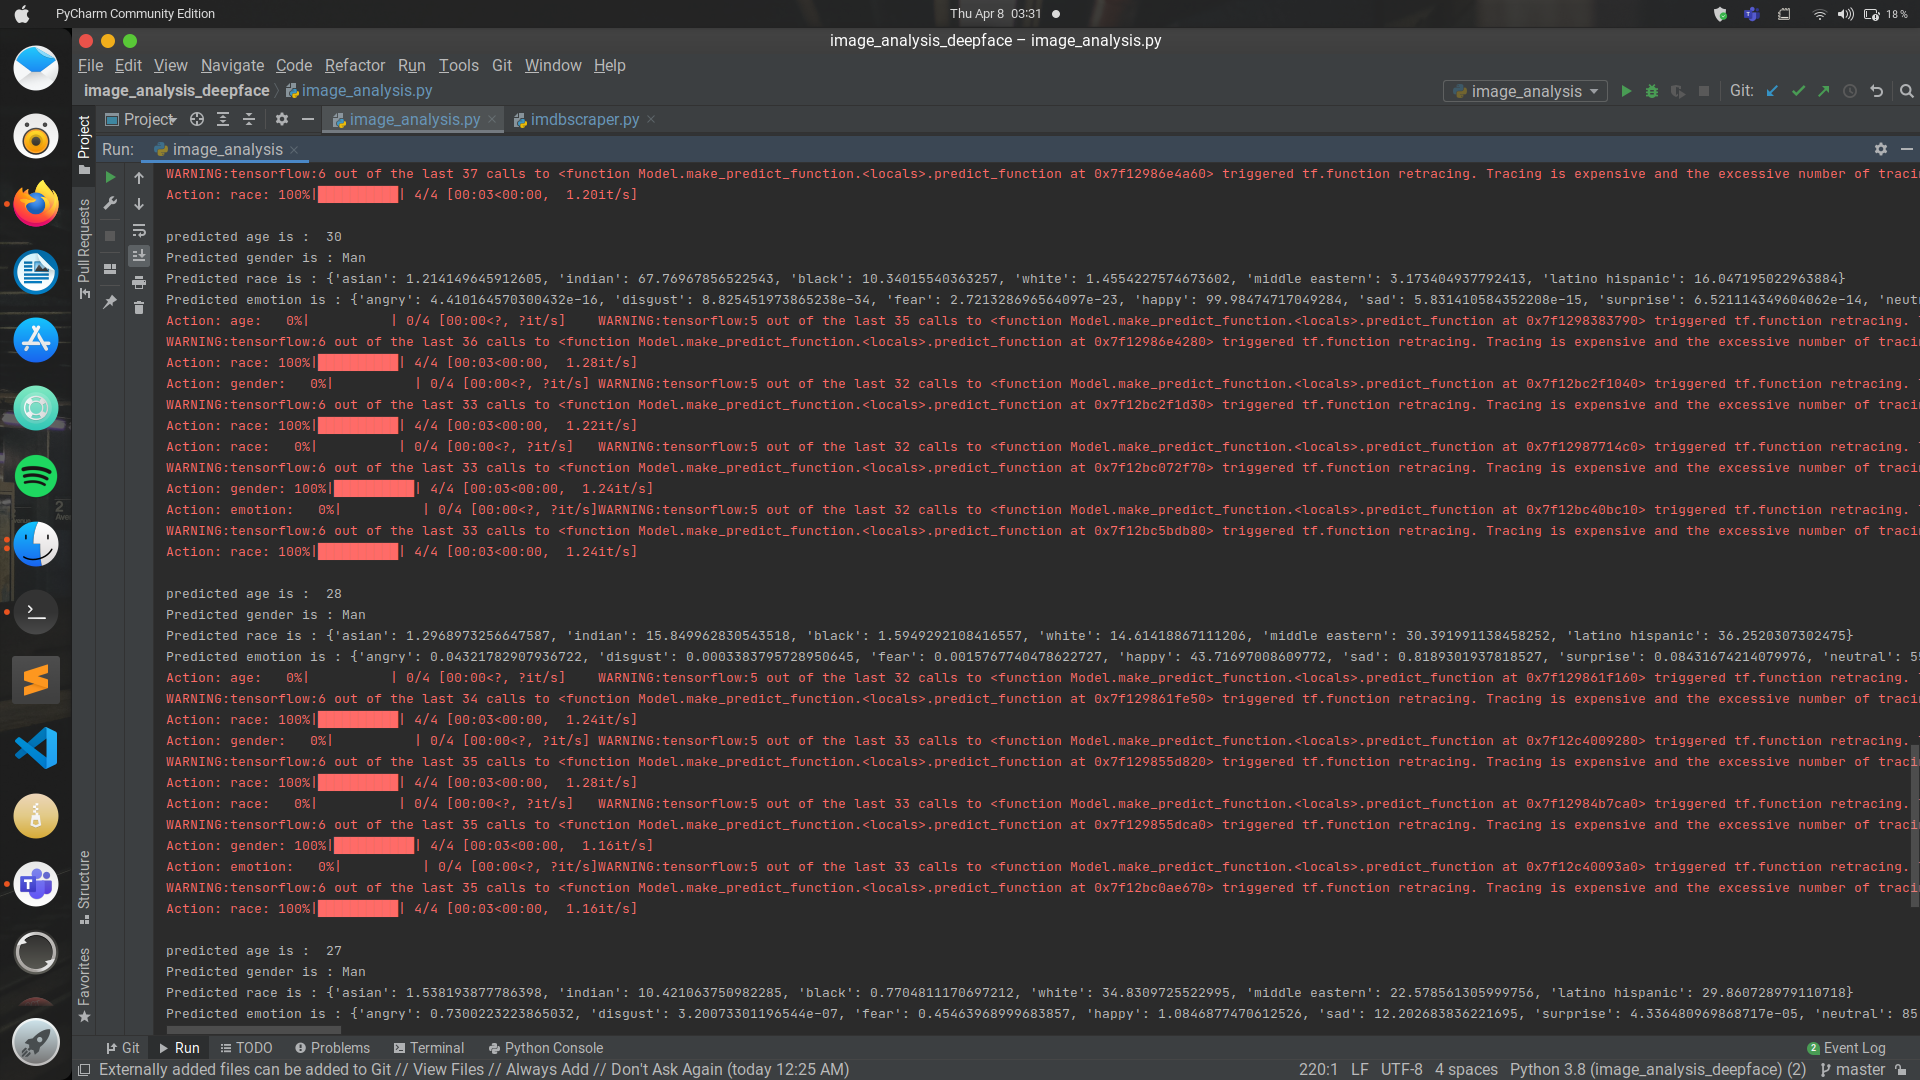 PyCharm Community Edition
Thu Apr 8 03:31
18 %
image_analysis_deepface – image_analysis.py
File Edit View Navigate Code Refactor Run Tools Git Window Help
image_analysis_deepface image_analysis.py
image_analysis
Git:
Project
image_analysis.py
imdbscraper.py
Run: image_analysis
Project
Pull Requests
Structure
Favorites
WARNING:tensorflow:6 out of the last 37 calls to <function Model.make_predict_function.<locals>.predict_function at 0x7f12986e4a60> triggered tf.function retracing. Tracing is expensive and the excessive number of traci
Action: race: 100%|██████████| 4/4 [00:03<00:00,  1.20it/s]
predicted age is :  30
Predicted gender is : Man
Predicted race is : {'asian': 1.214149645912605, 'indian': 67.76967856522543, 'black': 10.34015540363257, 'white': 1.4554227574673602, 'middle eastern': 3.173404937792413, 'latino hispanic': 16.047195022963884}
Predicted emotion is : {'angry': 4.410164570300432e-16, 'disgust': 8.825451973865238e-34, 'fear': 2.721328696564097e-23, 'happy': 99.98474717049284, 'sad': 5.831410584352208e-15, 'surprise': 6.521114349604062e-14, 'neut
Action: age:   0%|          | 0/4 [00:00<?, ?it/s]    WARNING:tensorflow:5 out of the last 35 calls to <function Model.make_predict_function.<locals>.predict_function at 0x7f1298383790> triggered tf.function retracing.
WARNING:tensorflow:6 out of the last 36 calls to <function Model.make_predict_function.<locals>.predict_function at 0x7f12986e4280> triggered tf.function retracing. Tracing is expensive and the excessive number of traci
Action: race: 100%|██████████| 4/4 [00:03<00:00,  1.28it/s]
Action: gender:   0%|          | 0/4 [00:00<?, ?it/s] WARNING:tensorflow:5 out of the last 32 calls to <function Model.make_predict_function.<locals>.predict_function at 0x7f12bc2f1040> triggered tf.function retracing.
WARNING:tensorflow:6 out of the last 33 calls to <function Model.make_predict_function.<locals>.predict_function at 0x7f12bc2f1d30> triggered tf.function retracing. Tracing is expensive and the excessive number of traci
Action: race: 100%|██████████| 4/4 [00:03<00:00,  1.22it/s]
Action: race:   0%|          | 0/4 [00:00<?, ?it/s]   WARNING:tensorflow:5 out of the last 32 calls to <function Model.make_predict_function.<locals>.predict_function at 0x7f12987714c0> triggered tf.function retracing.
WARNING:tensorflow:6 out of the last 33 calls to <function Model.make_predict_function.<locals>.predict_function at 0x7f12bc072f70> triggered tf.function retracing. Tracing is expensive and the excessive number of traci
Action: gender: 100%|██████████| 4/4 [00:03<00:00,  1.24it/s]
Action: emotion:   0%|          | 0/4 [00:00<?, ?it/s]WARNING:tensorflow:5 out of the last 32 calls to <function Model.make_predict_function.<locals>.predict_function at 0x7f12bc40bc10> triggered tf.function retracing.
WARNING:tensorflow:6 out of the last 33 calls to <function Model.make_predict_function.<locals>.predict_function at 0x7f12bc5bdb80> triggered tf.function retracing. Tracing is expensive and the excessive number of traci
Action: race: 100%|██████████| 4/4 [00:03<00:00,  1.24it/s]
predicted age is :  28
Predicted gender is : Man
Predicted race is : {'asian': 1.2968973256647587, 'indian': 15.849962830543518, 'black': 1.5949292108416557, 'white': 14.61418867111206, 'middle eastern': 30.391991138458252, 'latino hispanic': 36.2520307302475}
Predicted emotion is : {'angry': 0.04321782907936722, 'disgust': 0.0003383795728950645, 'fear': 0.0015767740478622727, 'happy': 43.71697008609772, 'sad': 0.8189301937818527, 'surprise': 0.08431674214079976, 'neutral': 55
Action: age:   0%|          | 0/4 [00:00<?, ?it/s]    WARNING:tensorflow:5 out of the last 32 calls to <function Model.make_predict_function.<locals>.predict_function at 0x7f129861f160> triggered tf.function retracing.
WARNING:tensorflow:6 out of the last 34 calls to <function Model.make_predict_function.<locals>.predict_function at 0x7f129861fe50> triggered tf.function retracing. Tracing is expensive and the excessive number of traci
Action: race: 100%|██████████| 4/4 [00:03<00:00,  1.24it/s]
Action: gender:   0%|          | 0/4 [00:00<?, ?it/s] WARNING:tensorflow:5 out of the last 33 calls to <function Model.make_predict_function.<locals>.predict_function at 0x7f12c4009280> triggered tf.function retracing.
WARNING:tensorflow:6 out of the last 35 calls to <function Model.make_predict_function.<locals>.predict_function at 0x7f129855d820> triggered tf.function retracing. Tracing is expensive and the excessive number of traci
Action: race: 100%|██████████| 4/4 [00:03<00:00,  1.28it/s]
Action: race:   0%|          | 0/4 [00:00<?, ?it/s]   WARNING:tensorflow:5 out of the last 33 calls to <function Model.make_predict_function.<locals>.predict_function at 0x7f12984b7ca0> triggered tf.function retracing.
WARNING:tensorflow:6 out of the last 35 calls to <function Model.make_predict_function.<locals>.predict_function at 0x7f129855dca0> triggered tf.function retracing. Tracing is expensive and the excessive number of traci
Action: gender: 100%|██████████| 4/4 [00:03<00:00,  1.16it/s]
Action: emotion:   0%|          | 0/4 [00:00<?, ?it/s]WARNING:tensorflow:5 out of the last 33 calls to <function Model.make_predict_function.<locals>.predict_function at 0x7f12c40093a0> triggered tf.function retracing.
WARNING:tensorflow:6 out of the last 35 calls to <function Model.make_predict_function.<locals>.predict_function at 0x7f12bc0ae670> triggered tf.function retracing. Tracing is expensive and the excessive number of traci
Action: race: 100%|██████████| 4/4 [00:03<00:00,  1.16it/s]
predicted age is :  27
Predicted gender is : Man
Predicted race is : {'asian': 1.538193877786398, 'indian': 10.421063750982285, 'black': 0.7704811170697212, 'white': 34.8309725522995, 'middle eastern': 22.578561305999756, 'latino hispanic': 29.860728979110718}
Predicted emotion is : {'angry': 0.7300223223865032, 'disgust': 3.20073301196544e-07, 'fear': 0.45463968999683857, 'happy': 1.0846877470612526, 'sad': 12.202683836221695, 'surprise': 4.336480969868717e-05, 'neutral': 85
Git Run TODO Problems Terminal Python Console
2 Event Log
Externally added files can be added to Git // View Files // Always Add // Don't Ask Again (today 12:25 AM)
220:1 LF UTF-8 4 spaces Python 3.8 (image_analysis_deepface) (2) master